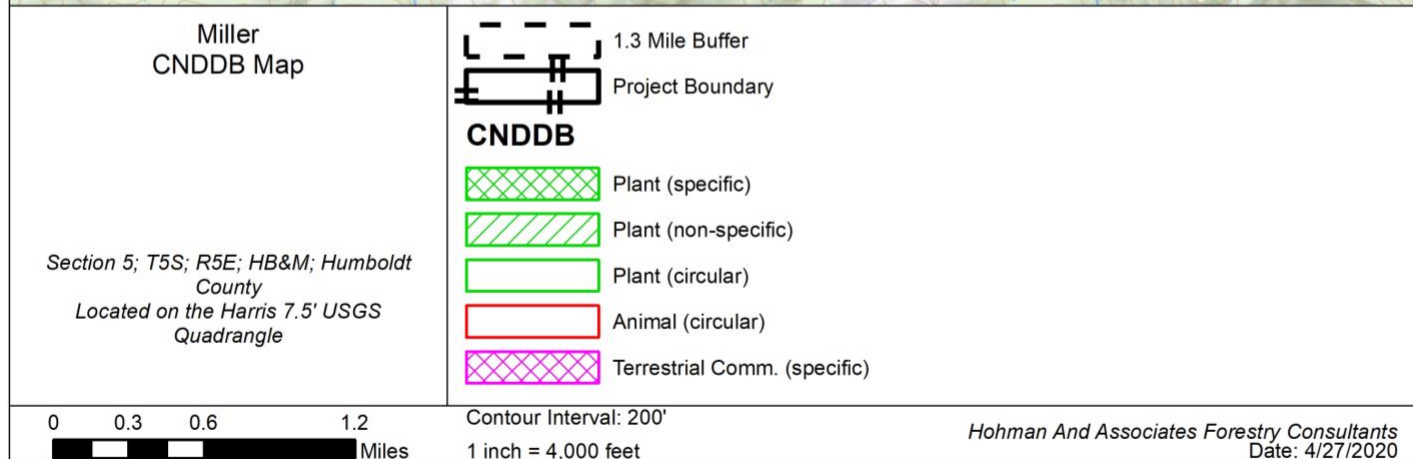 Miller
CNDDB Map
Section 5; T5S; R5E; HB&M; Humboldt
County
Located on the Harris 7.5' USGS
Quadrangle
1.3 Mile Buffer
Project Boundary
CNDDB
Plant (specific)
Plant (non-specific)
Plant (circular)
Animal (circular)
Terrestrial Comm. (specific)
0 0.3 0.6 1.2
Miles
Contour Interval: 200'
1 inch = 4,000 feet
Hohman And Associates Forestry Consultants
Date: 4/27/2020